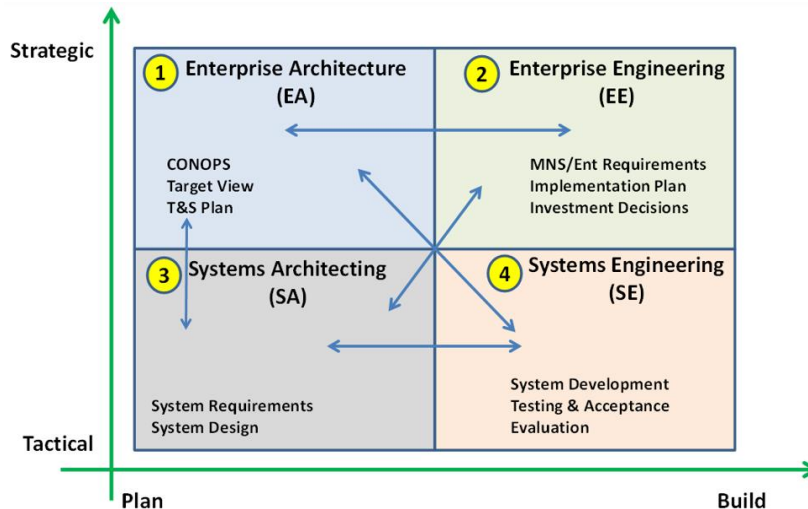 Strategic
1
Enterprise Architecture
(EA)
2
Enterprise Engineering
(EE)
CONOPS
Target View
T&S Plan
MNS/Ent Requirements
Implementation Plan
Investment Decisions
3
Systems Architecting
(SA)
4
Systems Engineering
(SE)
System Requirements
System Design
System Development
Testing & Acceptance
Evaluation
Tactical
Plan
Build